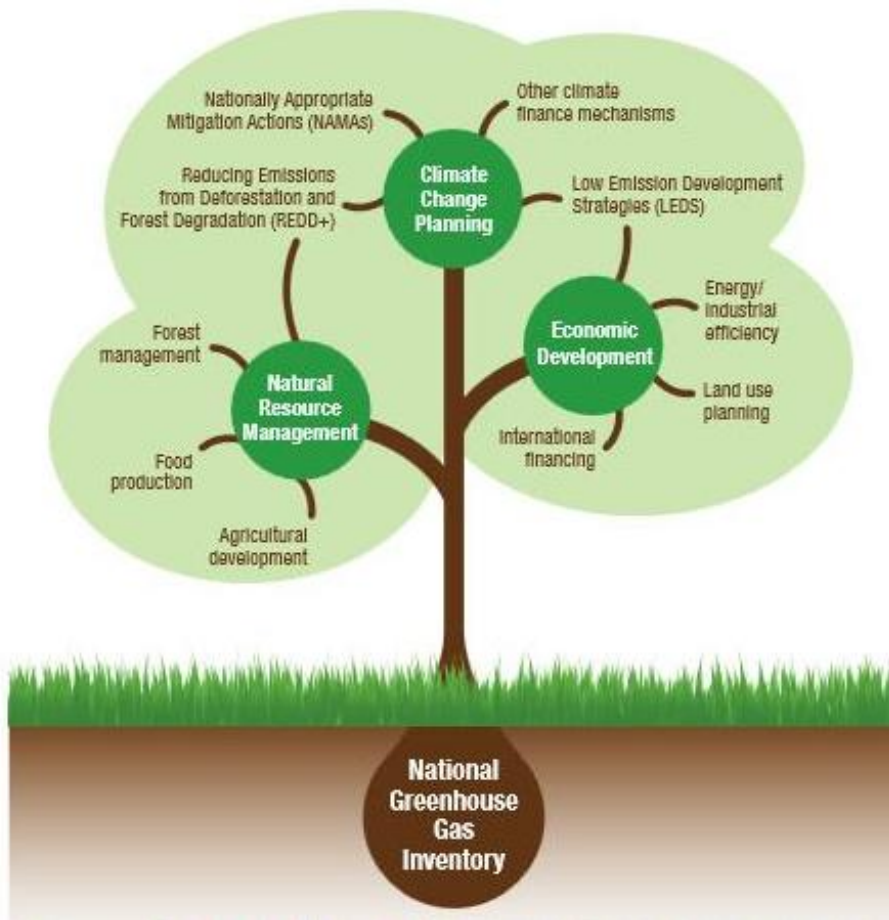 Nationally Appropriate
Mitigation Actions (NAMAs)
Other climate
finance mechanisms
Climate
Change
Planning
Reducing Emissions
from Deforestation and
Forest Degradation (REDD+)
Low Emission Development
Strategies (LEDS)
Energy/
industrial
efficiency
Economic
Development
Forest
management
Natural
Resource
Management
Land use
planning
International
financing
Food
production
Agricultural
development
National
Greenhouse
Gas
Inventory